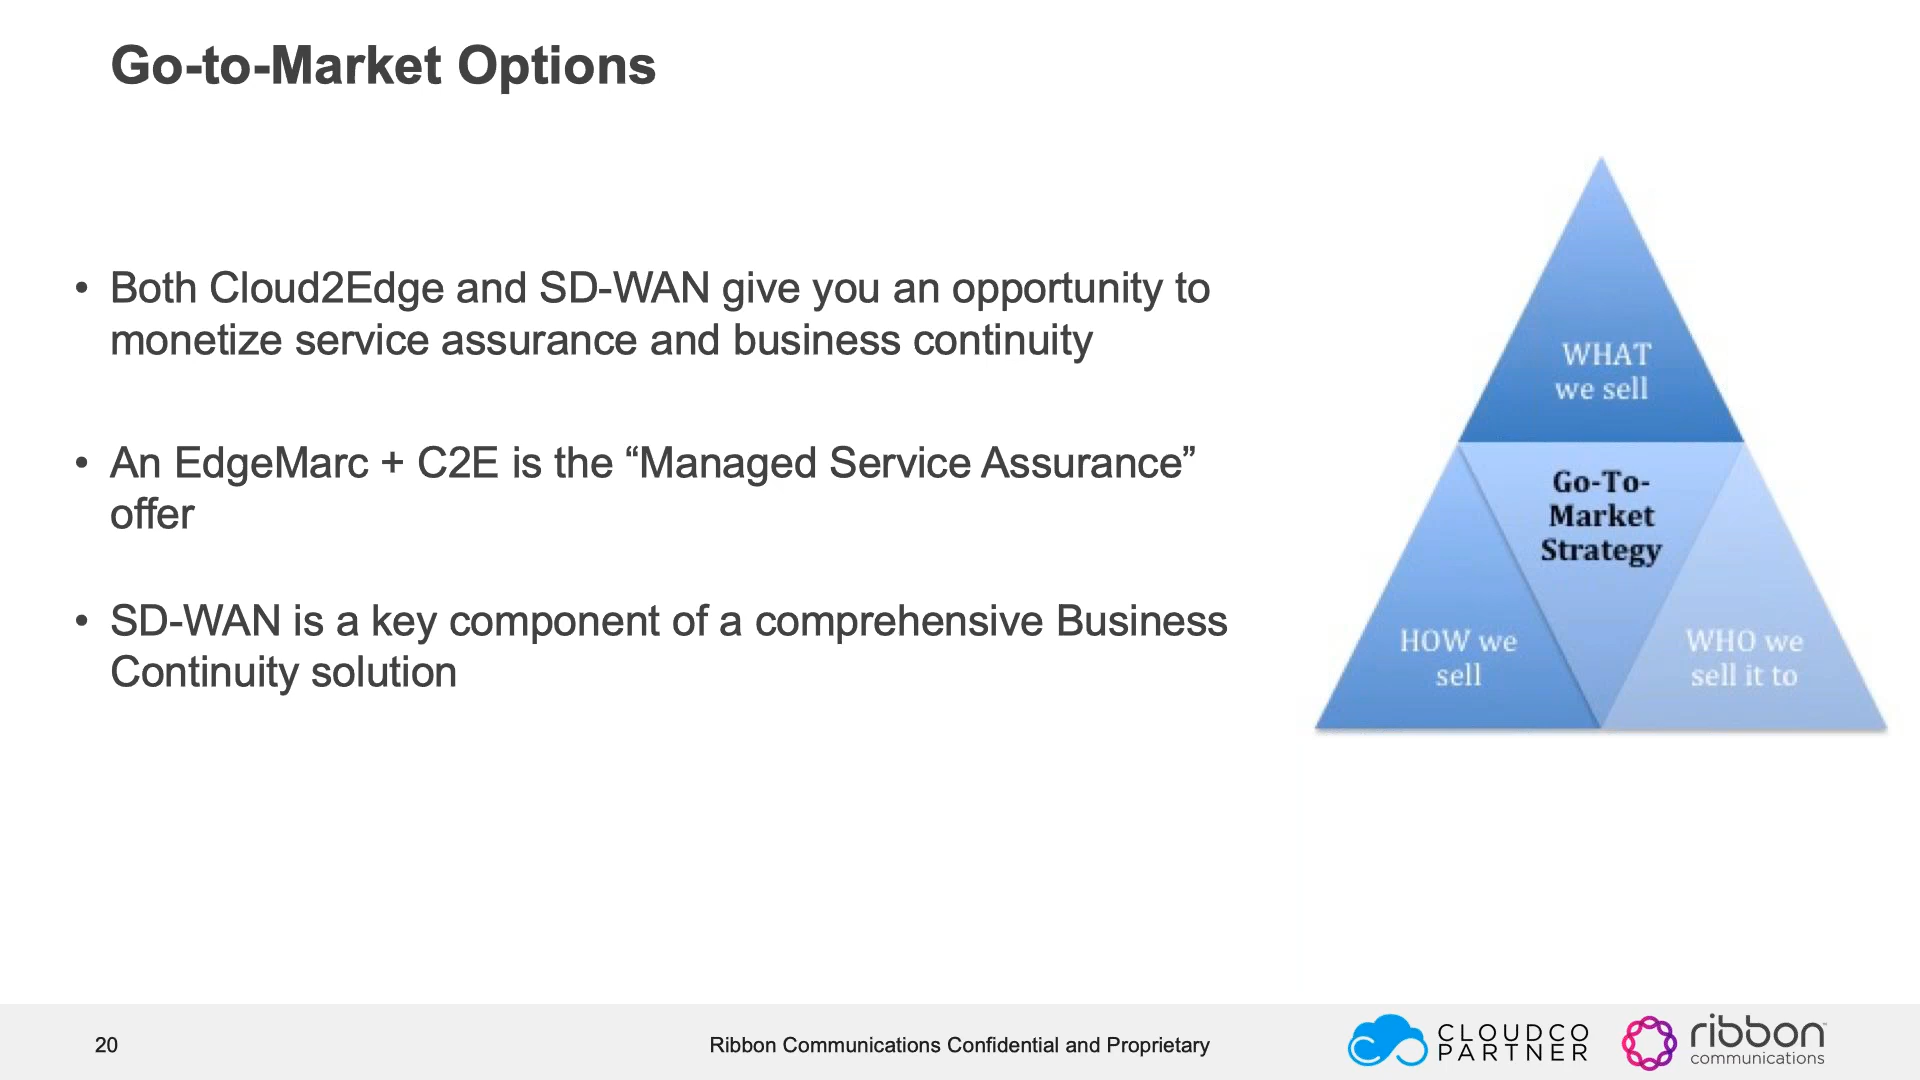 Go-to-Market Options
• Both Cloud2Edge and SD-WAN give you an opportunity to
monetize service assurance and business continuity
• An EdgeMarc + C2E is the “Managed Service Assurance”
offer
• SD-WAN is a key component of a comprehensive Business
Continuity solution
WHAT
we sell
Go-To-
Market
Strategy
HOW we
sell
WHO we
sell it to
20
Ribbon Communications Confidential and Proprietary
CLOUDCO
PARTNER
ribbon
communications